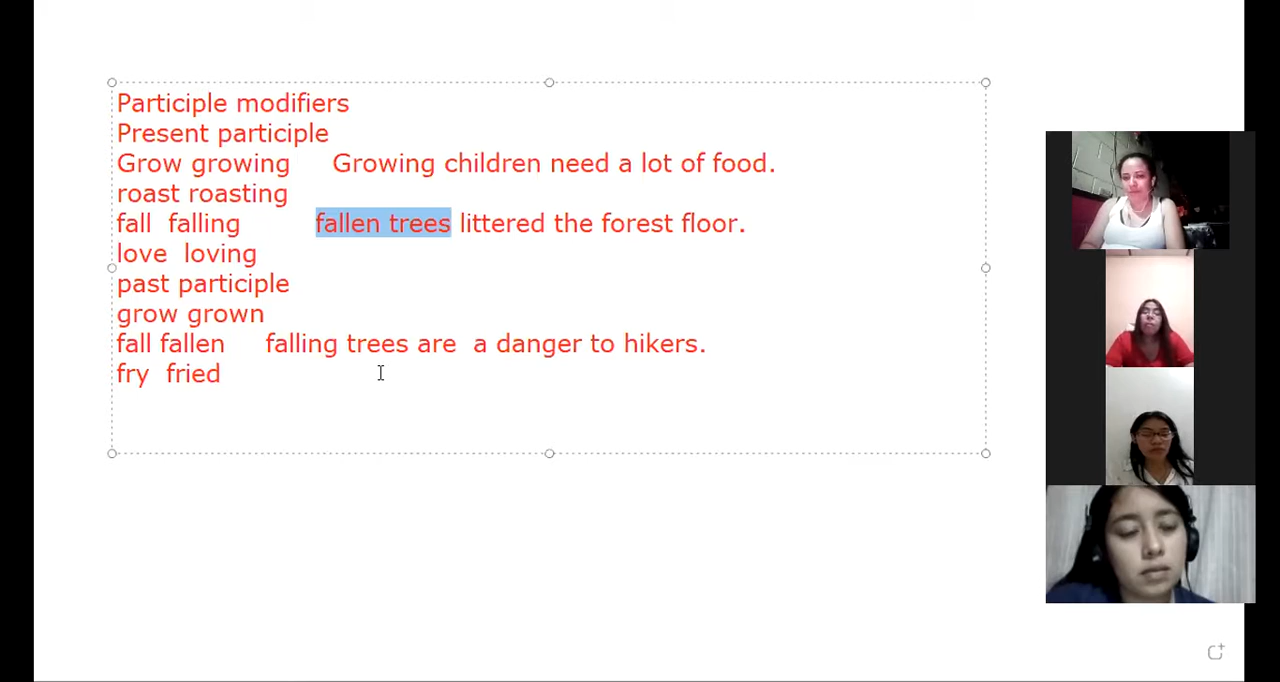 Participle modifiers
Present participle
Grow growing Growing children need a lot of food.
roast roasting
fall falling fallen trees littered the forest floor.
love loving
past participle
grow grown
fall fallen falling trees are a danger to hikers.
fry fried